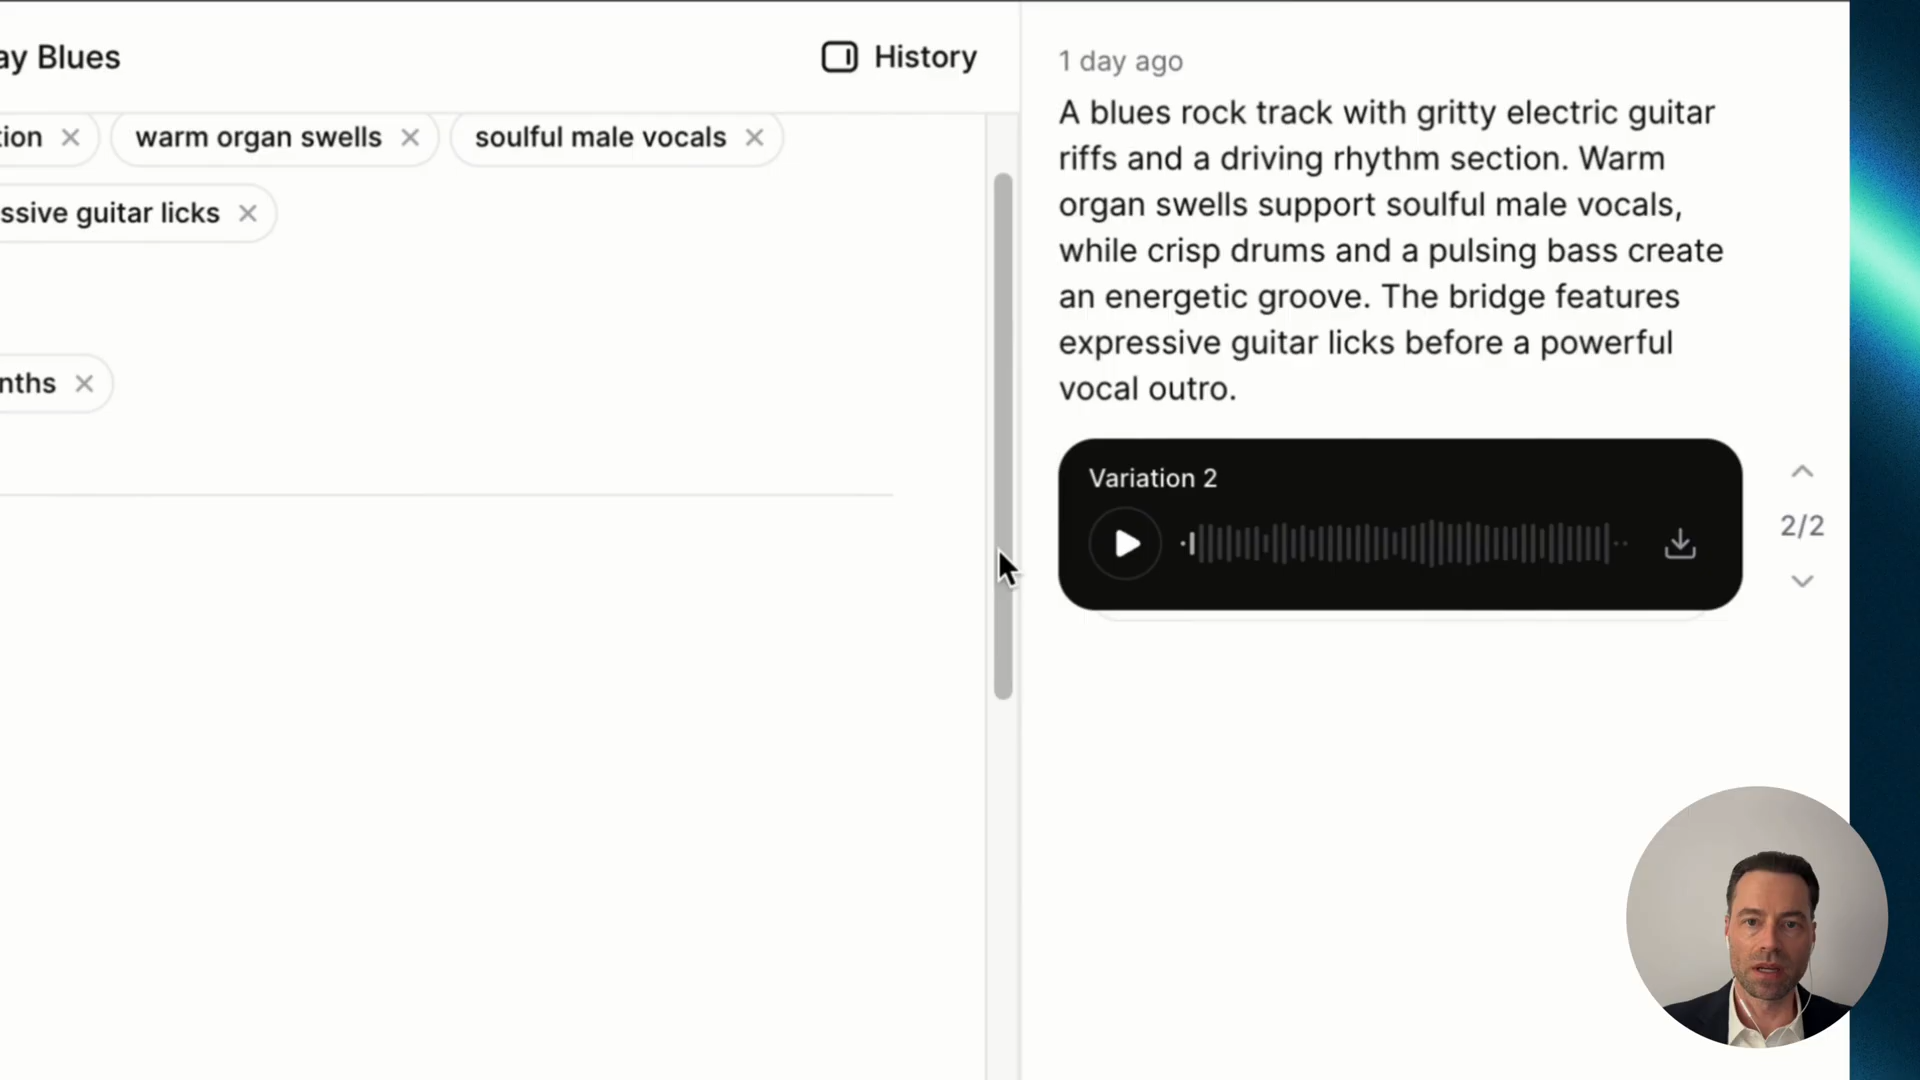 ay Blues
History
tion
warm organ swells
soulful male vocals
ssive guitar licks
nths
1 day ago
A blues rock track with gritty electric guitar
riffs and a driving rhythm section. Warm
organ swells support soulful male vocals,
while crisp drums and a pulsing bass create
an energetic groove. The bridge features
expressive guitar licks before a powerful
vocal outro.
Variation 2
2/2